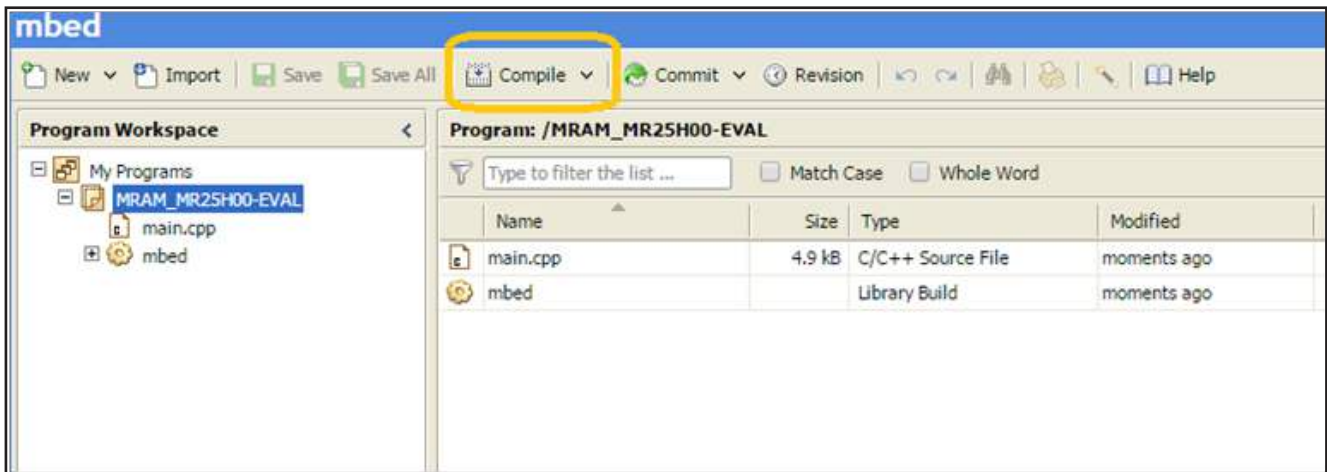 mbed
New Import Save Save All Compile Commit Revision Help
Program Workspace
My Programs
MRAM_MR25H00-EVAL
main.cpp
mbed
Program: /MRAM_MR25H00-EVAL
Type to filter the list ... Match Case Whole Word
Name Size Type Modified
main.cpp 4.9 kB C/C++ Source File moments ago
mbed Library Build moments ago